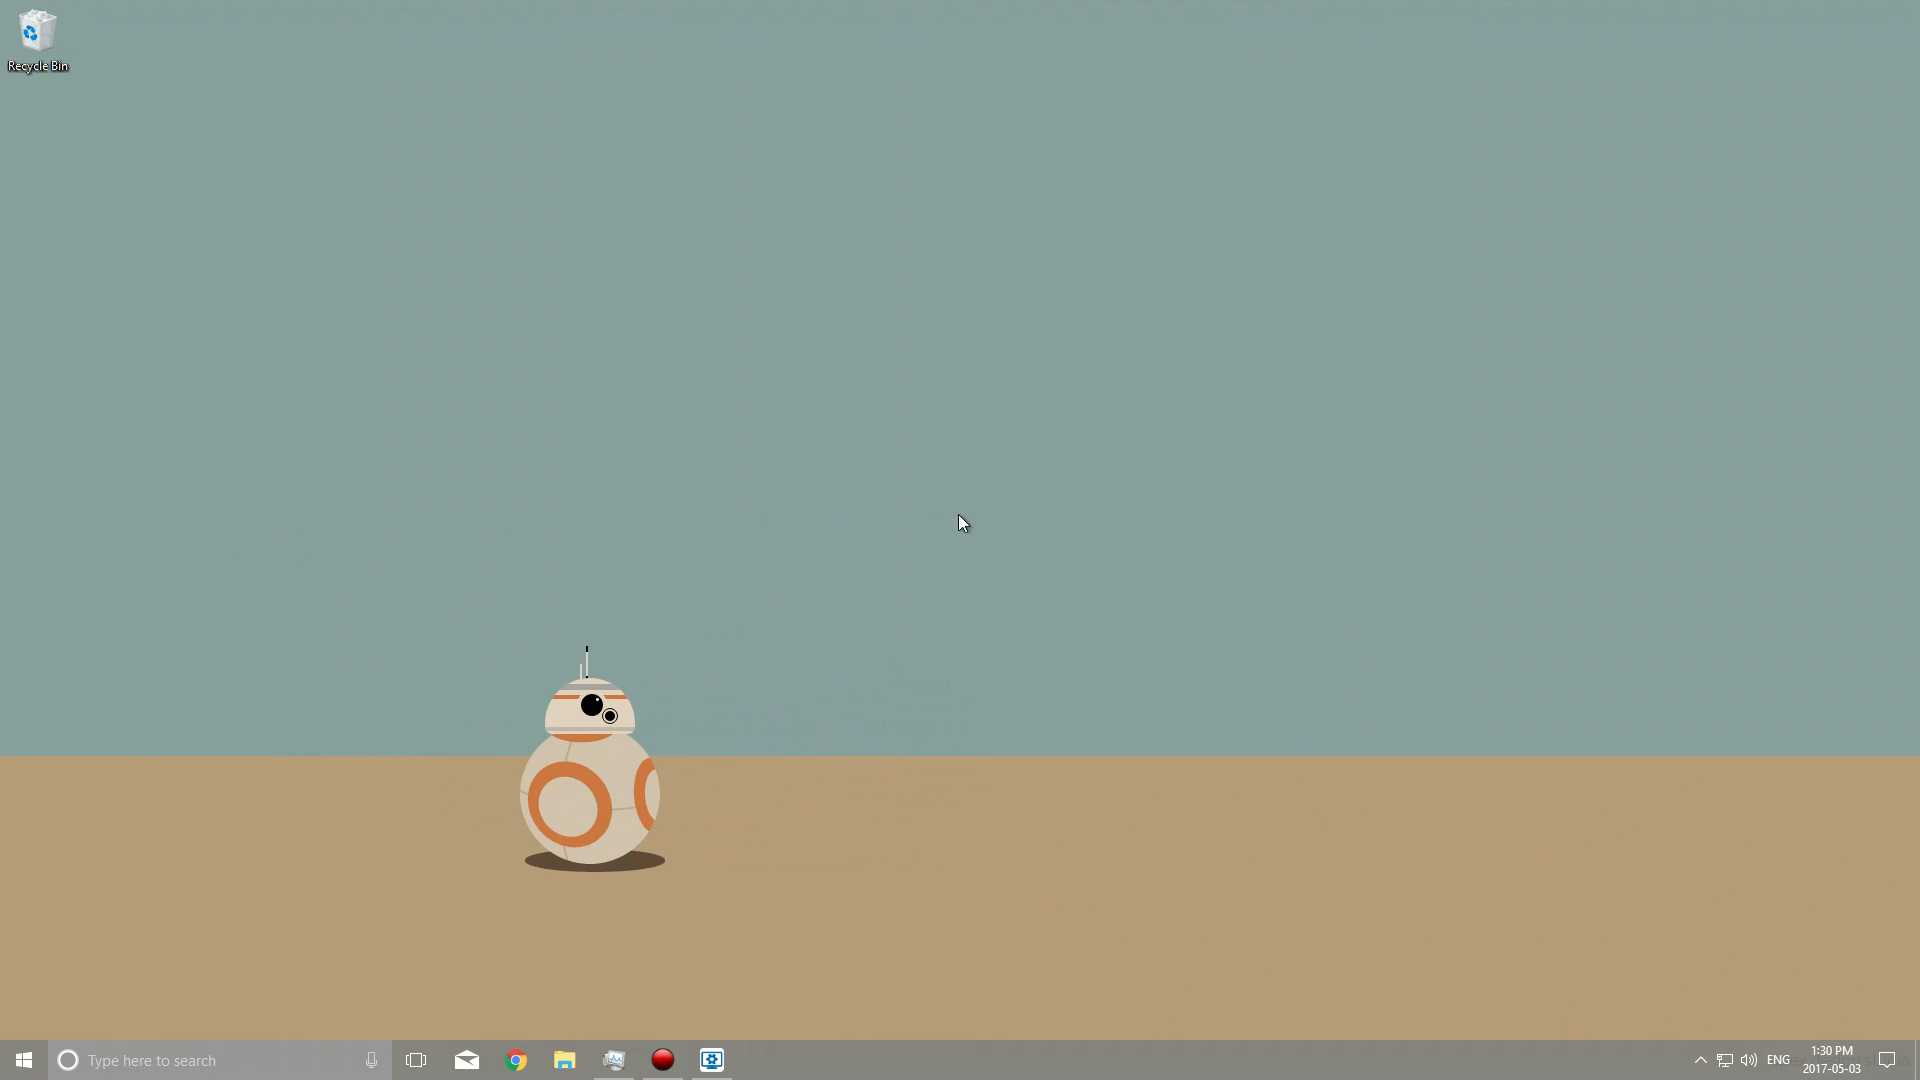 Recycle Bin
Type here to search
ENG
1:30 PM
2017-05-03